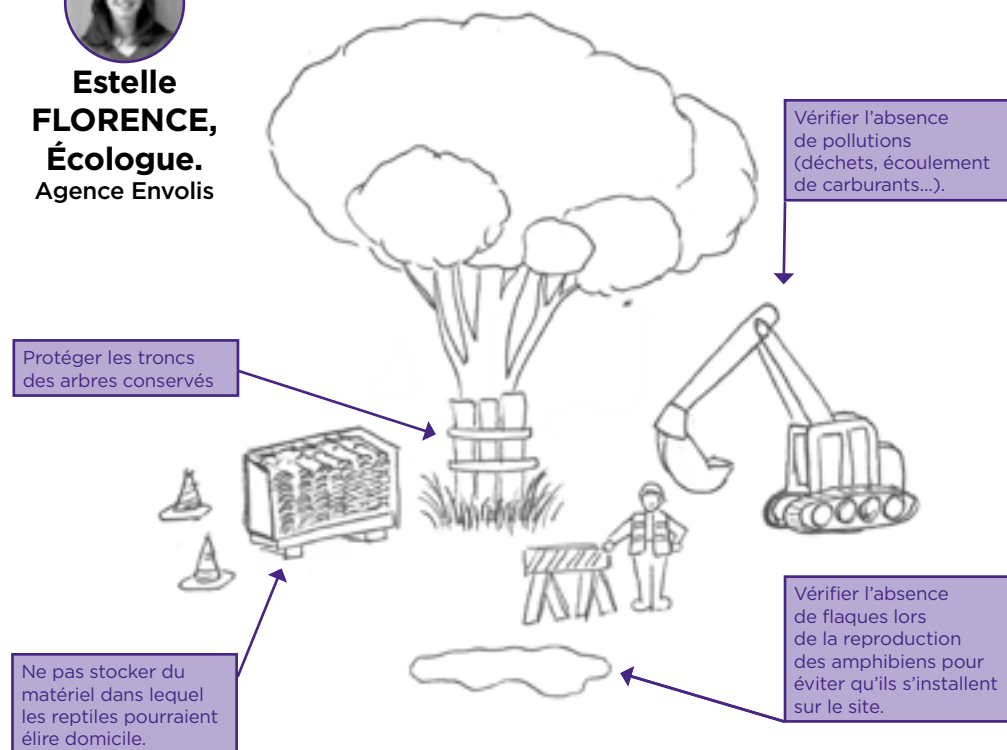 Estelle
FLORENCE,
Écologue.
Agence Envolis
Vérifier l'absence
de pollutions
(déchets, écoulement
de carburants...).
Protéger les troncs
des arbres conservés
Ne pas stocker du
matériel dans lequel
les reptiles pourraient
élire domicile.
Vérifier l'absence
de flaques lors
de la reproduction
des amphibiens pour
éviter qu'ils s'installent
sur le site.